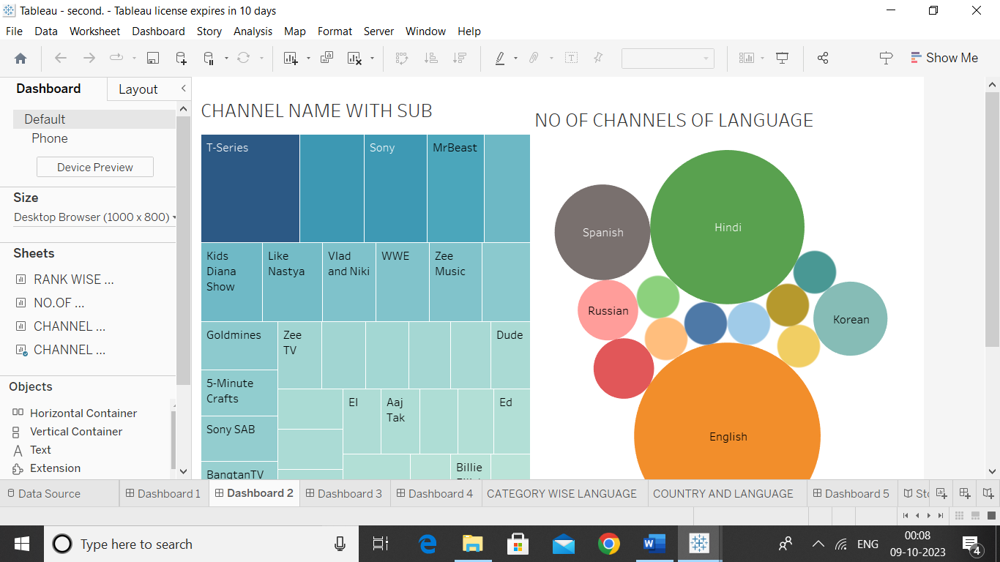 Tableau - second. - Tableau license expires in 10 days
File Data Worksheet Dashboard Story Analysis Map Format Server Window Help
Show Me
Dashboard
Layout
Default
Phone
Device Preview
Size
Desktop Browser (1000 x 800)
Sheets
RANK WISE ...
NO.OF ...
CHANNEL ...
CHANNEL ...
Objects
Horizontal Container
Vertical Container
Text
Extension
CHANNEL NAME WITH SUB
T-Series
Sony
MrBeast
Kids
Diana
Show
Like
Nastya
Vlad
and Niki
WWE
Zee
Music
Goldmines
Zee
TV
Dude
5-Minute
Crafts
El
Aaj
Tak
Ed
Sony SAB
BangtanTV
Billie
NO OF CHANNELS OF LANGUAGE
Spanish
Hindi
Russian
Korean
English
Data Source
Dashboard 1
Dashboard 2
Dashboard 3
Dashboard 4
CATEGORY WISE LANGUAGE
COUNTRY AND LANGUAGE
Dashboard 5
Type here to search
ENG
00:08
09-10-2023
4